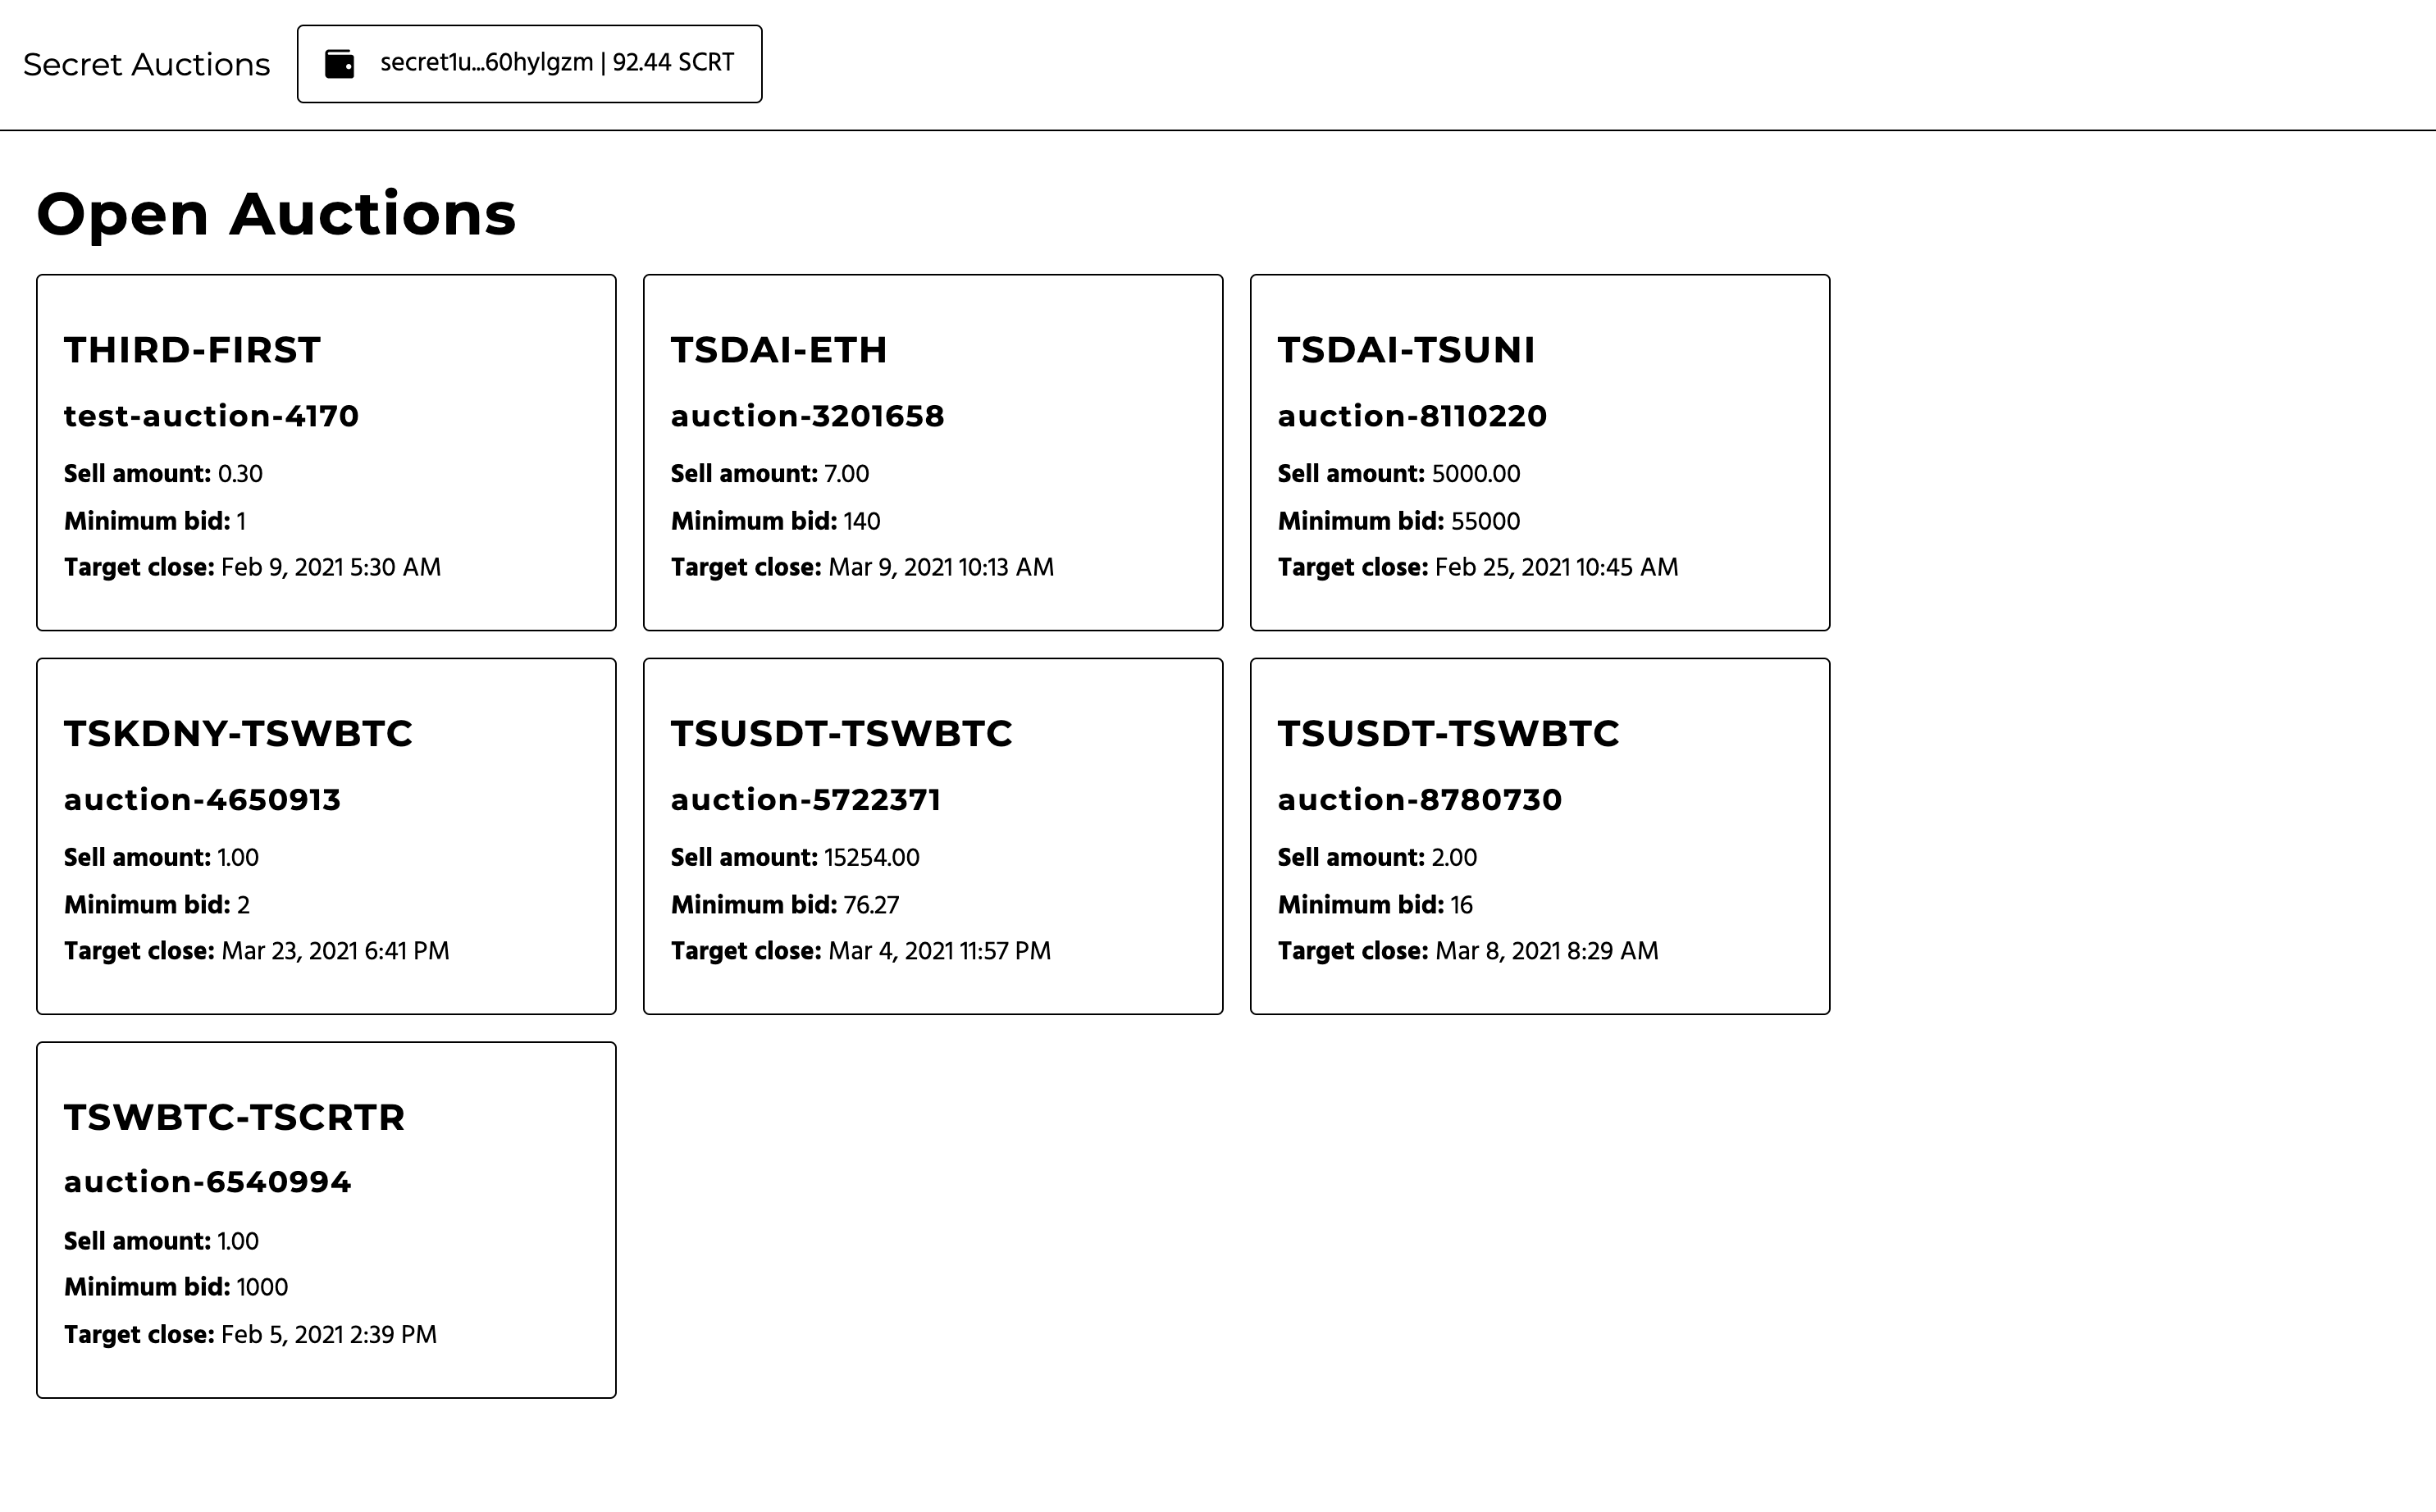 Secret Auctions
secret1u...60hylgzm | 92.44 SCRT
Open Auctions
THIRD-FIRST
test-auction-4170
Sell amount: 0.30
Minimum bid: 1
Target close: Feb 9, 2021 5:30 AM
TSDAI-ETH
auction-3201658
Sell amount: 7.00
Minimum bid: 140
Target close: Mar 9, 2021 10:13 AM
TSDAI-TSUNI
auction-8110220
Sell amount: 5000.00
Minimum bid: 55000
Target close: Feb 25, 2021 10:45 AM
TSKDNY-TSWBTC
auction-4650913
Sell amount: 1.00
Minimum bid: 2
Target close: Mar 23, 2021 6:41 PM
TSUSDT-TSWBTC
auction-5722371
Sell amount: 15254.00
Minimum bid: 76.27
Target close: Mar 4, 2021 11:57 PM
TSUSDT-TSWBTC
auction-8780730
Sell amount: 2.00
Minimum bid: 16
Target close: Mar 8, 2021 8:29 AM
TSWBTC-TSCRTR
auction-6540994
Sell amount: 1.00
Minimum bid: 1000
Target close: Feb 5, 2021 2:39 PM